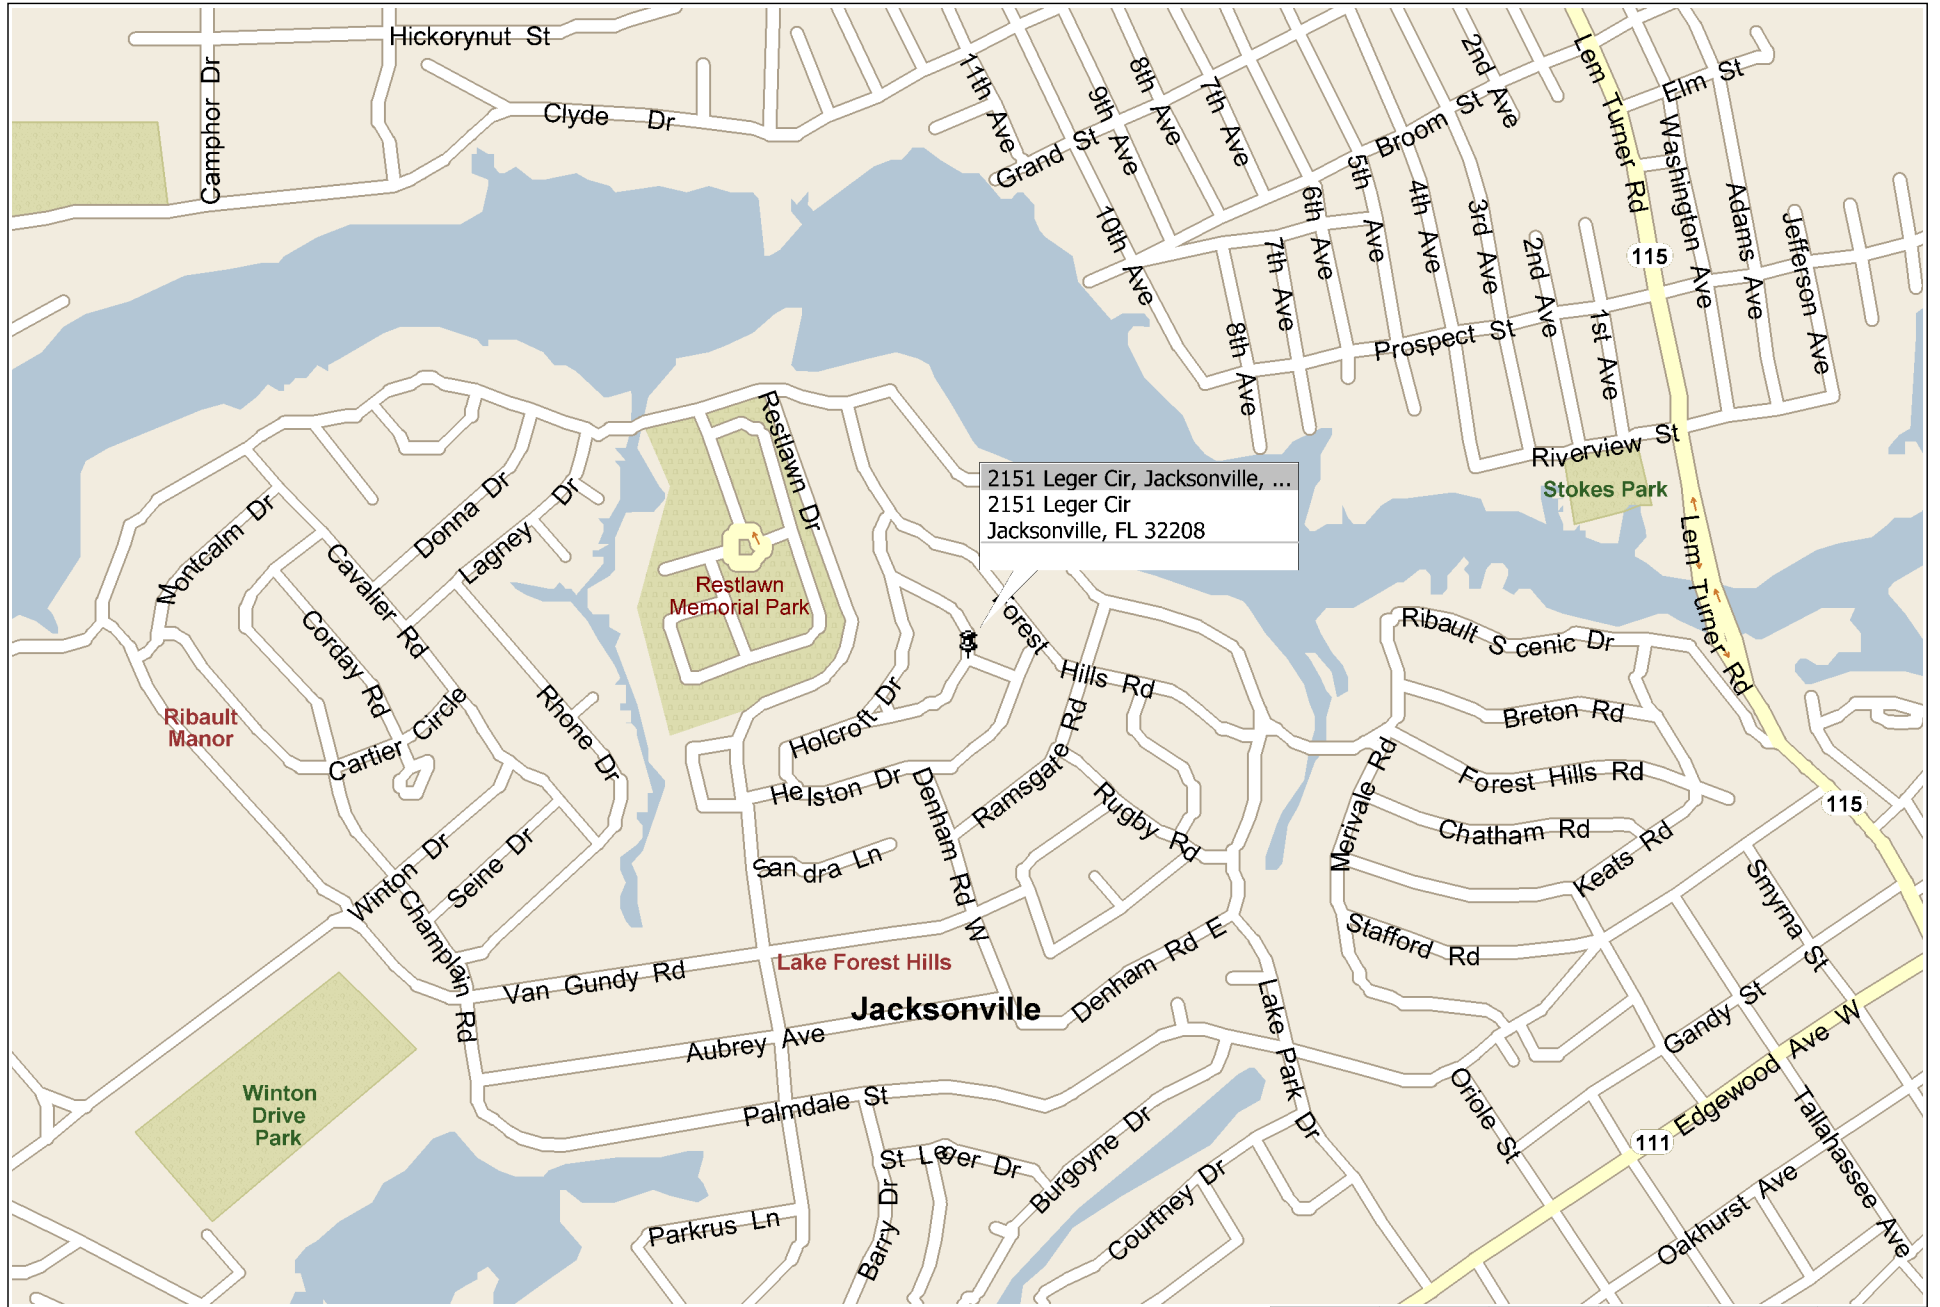 Hickorynut St
Camphor Dr
Clyde Dr
11th Ave
9th Ave
8th Ave
7th Ave
2nd Ave
Lem Turner Rd
Elm St
Grand St
Broom St
Washington Ave
10th Ave
6th Ave
5th Ave
4th Ave
3rd Ave
2nd Ave
Adams Ave
Jefferson Ave
115
7th Ave
8th Ave
Prospect St
1st Ave
Restlawn Dr
Riverview St
Stokes Park
2151 Leger Cir, Jacksonville, ...
2151 Leger Cir
Jacksonville, FL 32208
Montcalm Dr
Donna Dr
Lagney Dr
Cavalier Rd
Restlawn
Memorial Park
Lem Turner Rd
Corday Rd
Forest Hills Rd
Ribault Scenic Dr
Ribault
Manor
Cartier Circle
Rhone Dr
Holcroft Dr
Ramsgate Rd
Breton Rd
Helston Dr
Denham Rd W
Rugby Rd
Merivale Rd
Forest Hills Rd
115
Chatham Rd
Keats Rd
Winton Dr
Seine Dr
Sandra Ln
Smyrna St
Champlain Rd
Stafford Rd
Van Gundy Rd
Lake Forest Hills
Denham Rd E
Jacksonville
Lake Park Dr
Gandy St
Aubrey Ave
Edgewood Ave W
Winton
Drive
Park
Palmdale St
Oriole St
Tallahassee Ave
111
St Leger Dr
Burgoyne Dr
Barry Dr
Courtney Dr
Parkrus Ln
Oakhurst Ave